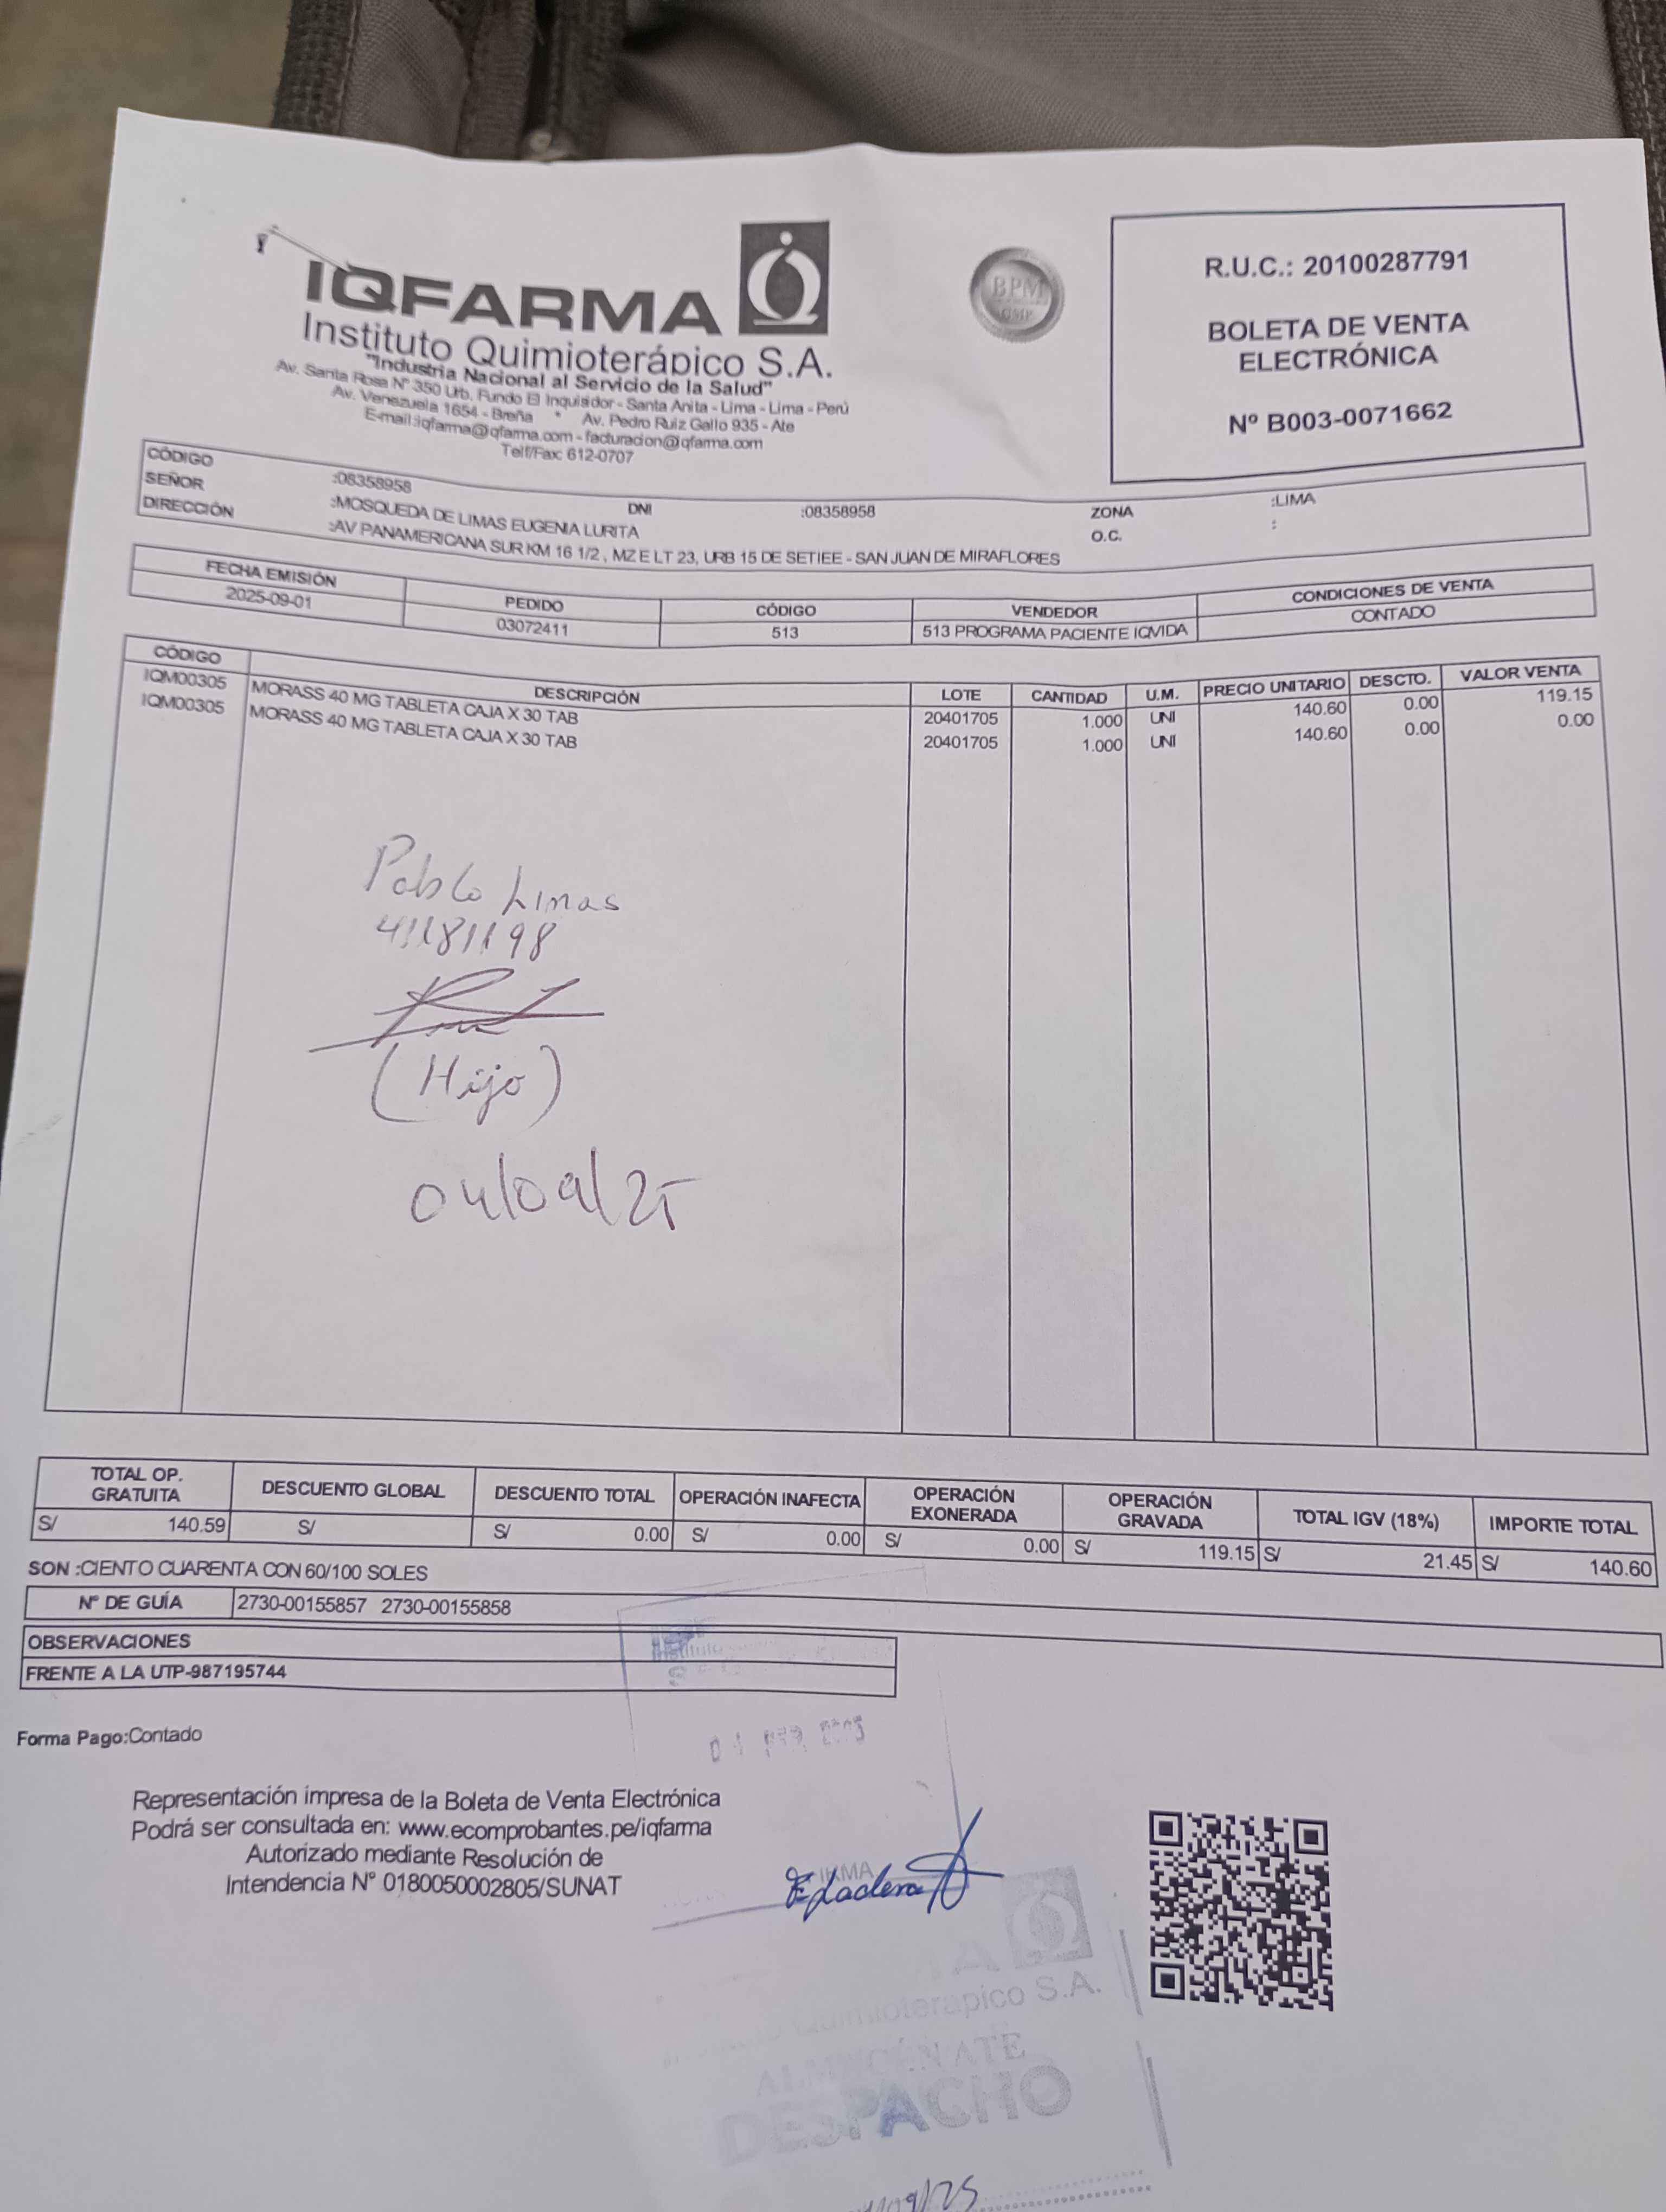 IQFARMA
Instituto Quimioterápico S.A.
"Industria Nacional al Servicio de la Salud"
Av. Santa Rosa N° 350 Urb. Fundo El Inquisidor - Santa Anita - Lima - Lima - Perú
Av. Venezuela 1654 - Breña * Av. Pedro Ruiz Gallo 935 - Ate
E-mail:iqfarma@iqfarma.com - facturacion@iqfarma.com
Telf/Fax: 612-0707
BPM
GMP
R.U.C.: 20100287791
BOLETA DE VENTA
ELECTRÓNICA
Nº B003-0071662
CÓDIGO :08358958
SEÑOR :MOSQUEDA DE LIMAS EUGENIA LURITA DNI :08358958 ZONA :LIMA
DIRECCIÓN :AV PANAMERICANA SUR KM 16 1/2 , MZ E LT 23, URB 15 DE SETIEE - SAN JUAN DE MIRAFLORES O.C. :
FECHA EMISIÓN PEDIDO CÓDIGO VENDEDOR CONDICIONES DE VENTA
2025-09-01 03072411 513 513 PROGRAMA PACIENTE IQVIDA CONTADO
CÓDIGO DESCRIPCIÓN LOTE CANTIDAD U.M. PRECIO UNITARIO DESCTO. VALOR VENTA
IQM00305 MORASS 40 MG TABLETA CAJA X 30 TAB 20401705 1.000 UNI 140.60 0.00 119.15
IQM00305 MORASS 40 MG TABLETA CAJA X 30 TAB 20401705 1.000 UNI 140.60 0.00 0.00
Pablo Limas
41181198
(Hijo)
04/09/25
TOTAL OP. GRATUITA DESCUENTO GLOBAL DESCUENTO TOTAL OPERACIÓN INAFECTA OPERACIÓN EXONERADA OPERACIÓN GRAVADA TOTAL IGV (18%) IMPORTE TOTAL
S/ 140.59 S/ S/ 0.00 S/ 0.00 S/ 0.00 S/ 119.15 S/ 21.45 S/ 140.60
SON :CIENTO CUARENTA CON 60/100 SOLES
N° DE GUÍA 2730-00155857 2730-00155858
OBSERVACIONES
FRENTE A LA UTP-987195744
Forma Pago:Contado
Representación impresa de la Boleta de Venta Electrónica
Podrá ser consultada en: www.ecomprobantes.pe/iqfarma
Autorizado mediante Resolución de
Intendencia N° 0180050002805/SUNAT
Quimioterapico S.A.
ALMACÉN ATE
DESPACHO